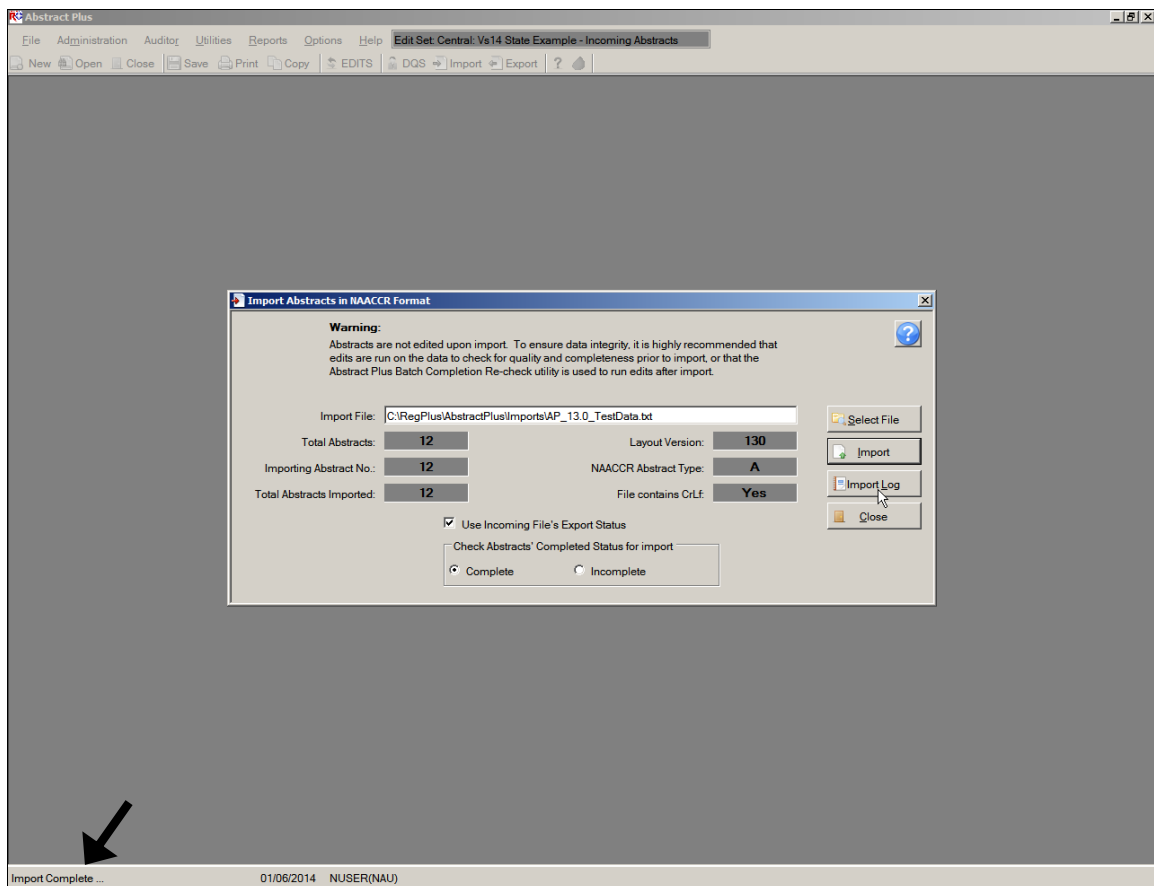 Abstract Plus
File Administration Auditor Utilities Reports Options Help Edit Set: Central: Vs14 State Example - Incoming Abstracts
New Open Close Save Print Copy EDITS DQS Import Export ?
Import Abstracts in NAACCR Format
Warning:
Abstracts are not edited upon import. To ensure data integrity, it is highly recommended that
edits are run on the data to check for quality and completeness prior to import, or that the
Abstract Plus Batch Completion Re-check utility is used to run edits after import.
Import File: C:\RegPlus\AbstractPlus\Imports\AP_13.0_TestData.txt
Select File
Total Abstracts: 12 Layout Version: 130
Import
Importing Abstract No.: 12 NAACCR Abstract Type: A
Import Log
Total Abstracts Imported: 12 File contains CrLf: Yes
Close
Use Incoming File's Export Status
Check Abstracts' Completed Status for import
Complete Incomplete
Import Complete ... 01/06/2014 NUSER(NAU)